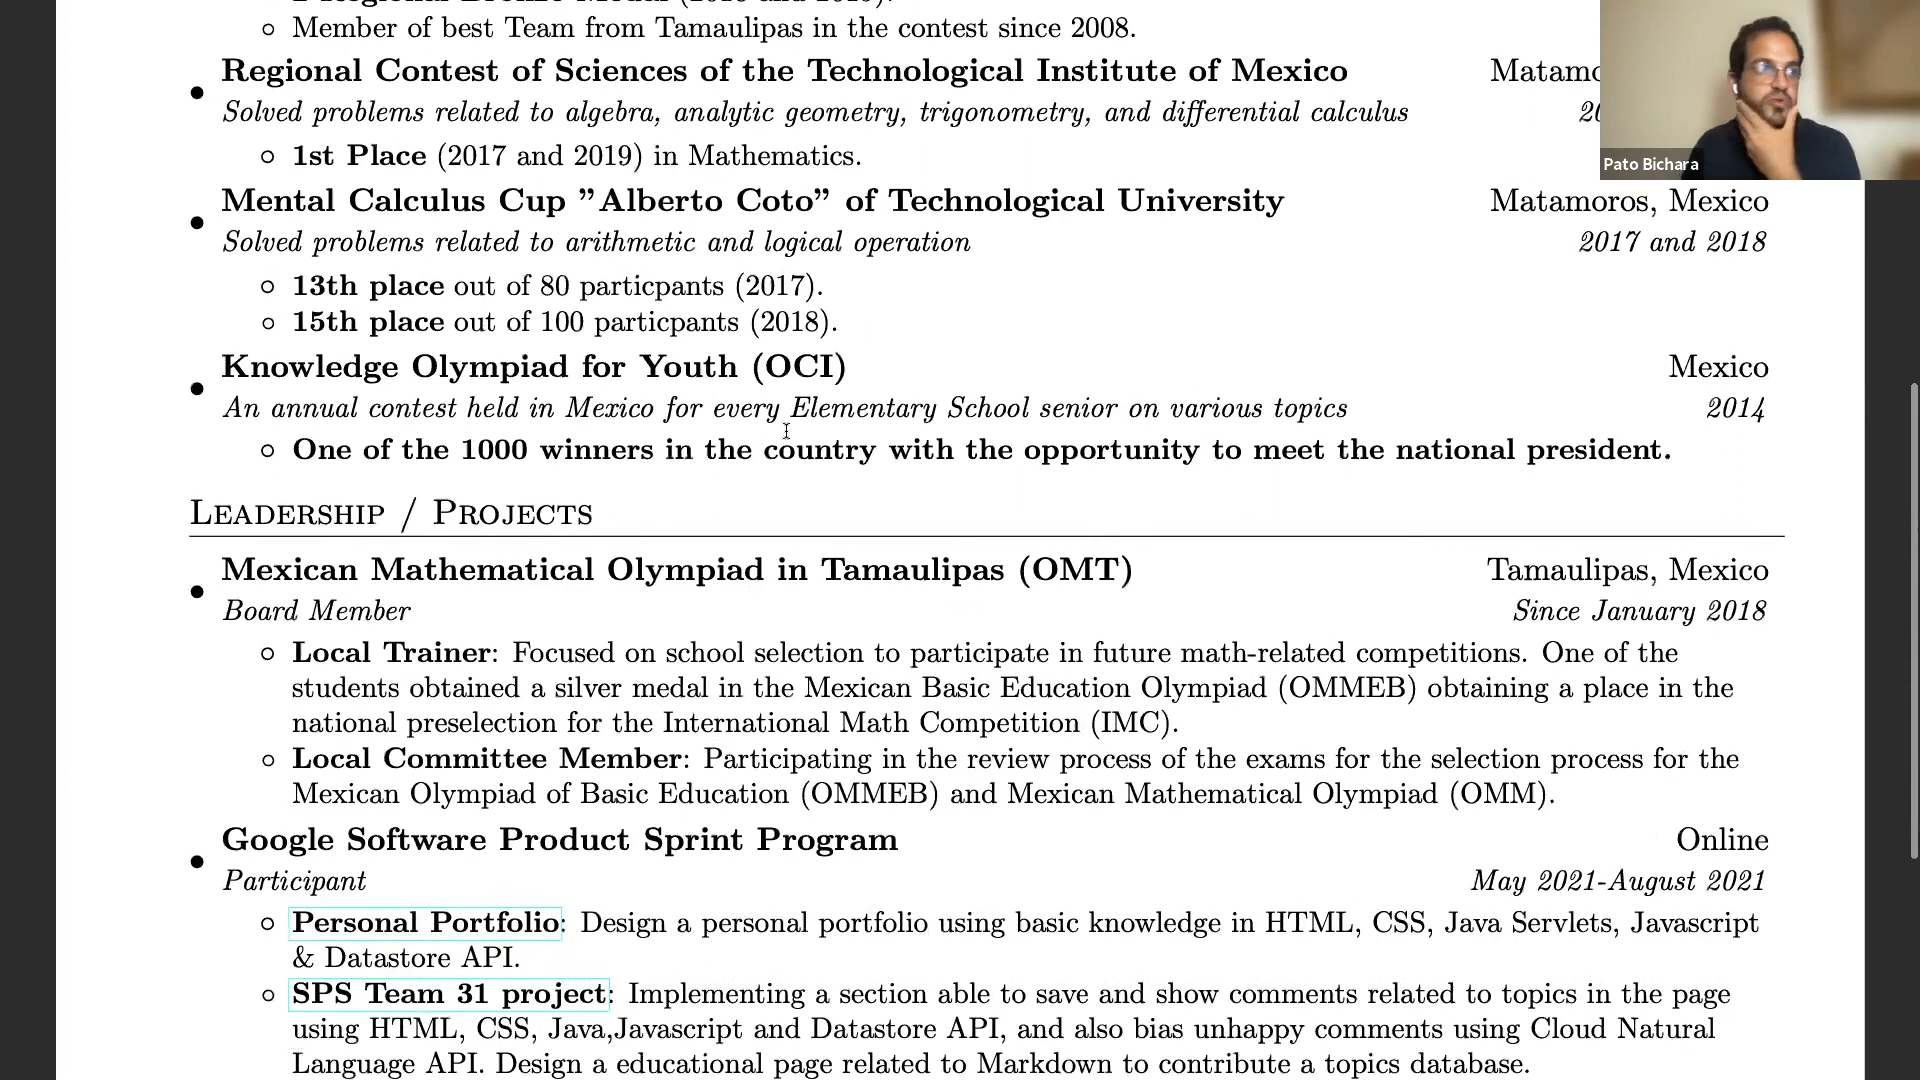 Member of best Team from Tamaulipas in the contest since 2008.
Regional Contest of Sciences of the Technological Institute of Mexico
Solved problems related to algebra, analytic geometry, trigonometry, and differential calculus
1st Place (2017 and 2019) in Mathematics.
Pato Bichara
Mental Calculus Cup ”Alberto Coto” of Technological University Matamoros, Mexico
Solved problems related to arithmetic and logical operation 2017 and 2018
13th place out of 80 particpants (2017).
15th place out of 100 particpants (2018).
Knowledge Olympiad for Youth (OCI) Mexico
An annual contest held in Mexico for every Elementary School senior on various topics 2014
One of the 1000 winners in the country with the opportunity to meet the national president.
Leadership / Projects
Mexican Mathematical Olympiad in Tamaulipas (OMT) Tamaulipas, Mexico
Board Member Since January 2018
Local Trainer: Focused on school selection to participate in future math-related competitions. One of the
students obtained a silver medal in the Mexican Basic Education Olympiad (OMMEB) obtaining a place in the
national preselection for the International Math Competition (IMC).
Local Committee Member: Participating in the review process of the exams for the selection process for the
Mexican Olympiad of Basic Education (OMMEB) and Mexican Mathematical Olympiad (OMM).
Google Software Product Sprint Program Online
Participant May 2021-August 2021
Personal Portfolio: Design a personal portfolio using basic knowledge in HTML, CSS, Java Servlets, Javascript
& Datastore API.
SPS Team 31 project: Implementing a section able to save and show comments related to topics in the page
using HTML, CSS, Java,Javascript and Datastore API, and also bias unhappy comments using Cloud Natural
Language API. Design a educational page related to Markdown to contribute a topics database.